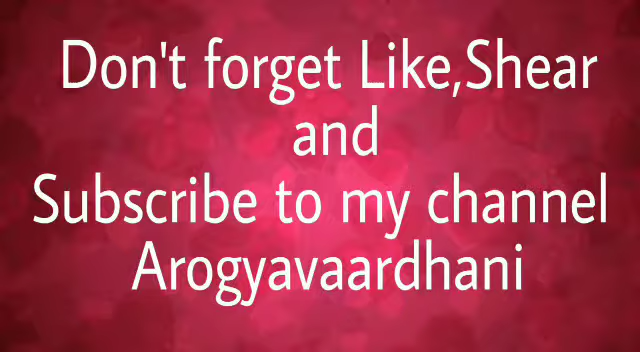 Don't forget Like,Shear
and
Subscribe to my channel
Arogyavaardhani